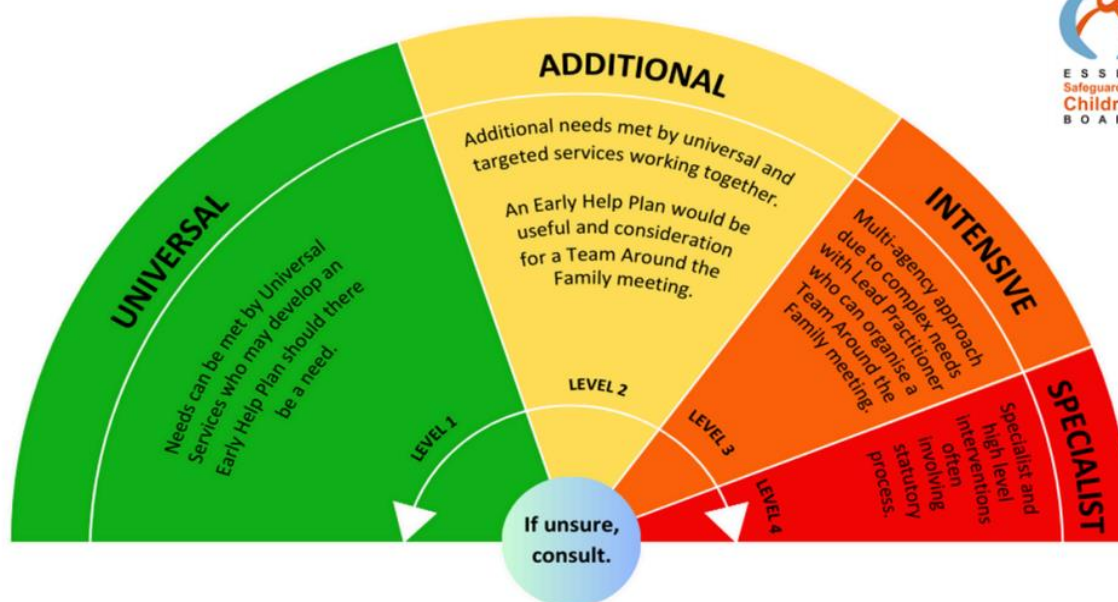 UNIVERSAL
Needs can be met by Universal
Services who may develop an
Early Help Plan should there
be a need.
LEVEL 1
ADDITIONAL
Additional needs met by universal and
targeted services working together.
An Early Help Plan would be
useful and consideration
for a Team Around the
Family meeting.
LEVEL 2
INTENSIVE
Multi-agency approach
due to complex needs
with Lead Practitioner
who can organise a
Team Around the
Family meeting.
LEVEL 3
SPECIALIST
Specialist and
high level
interventions
often
involving
statutory
process.
LEVEL 4
If unsure,
consult.